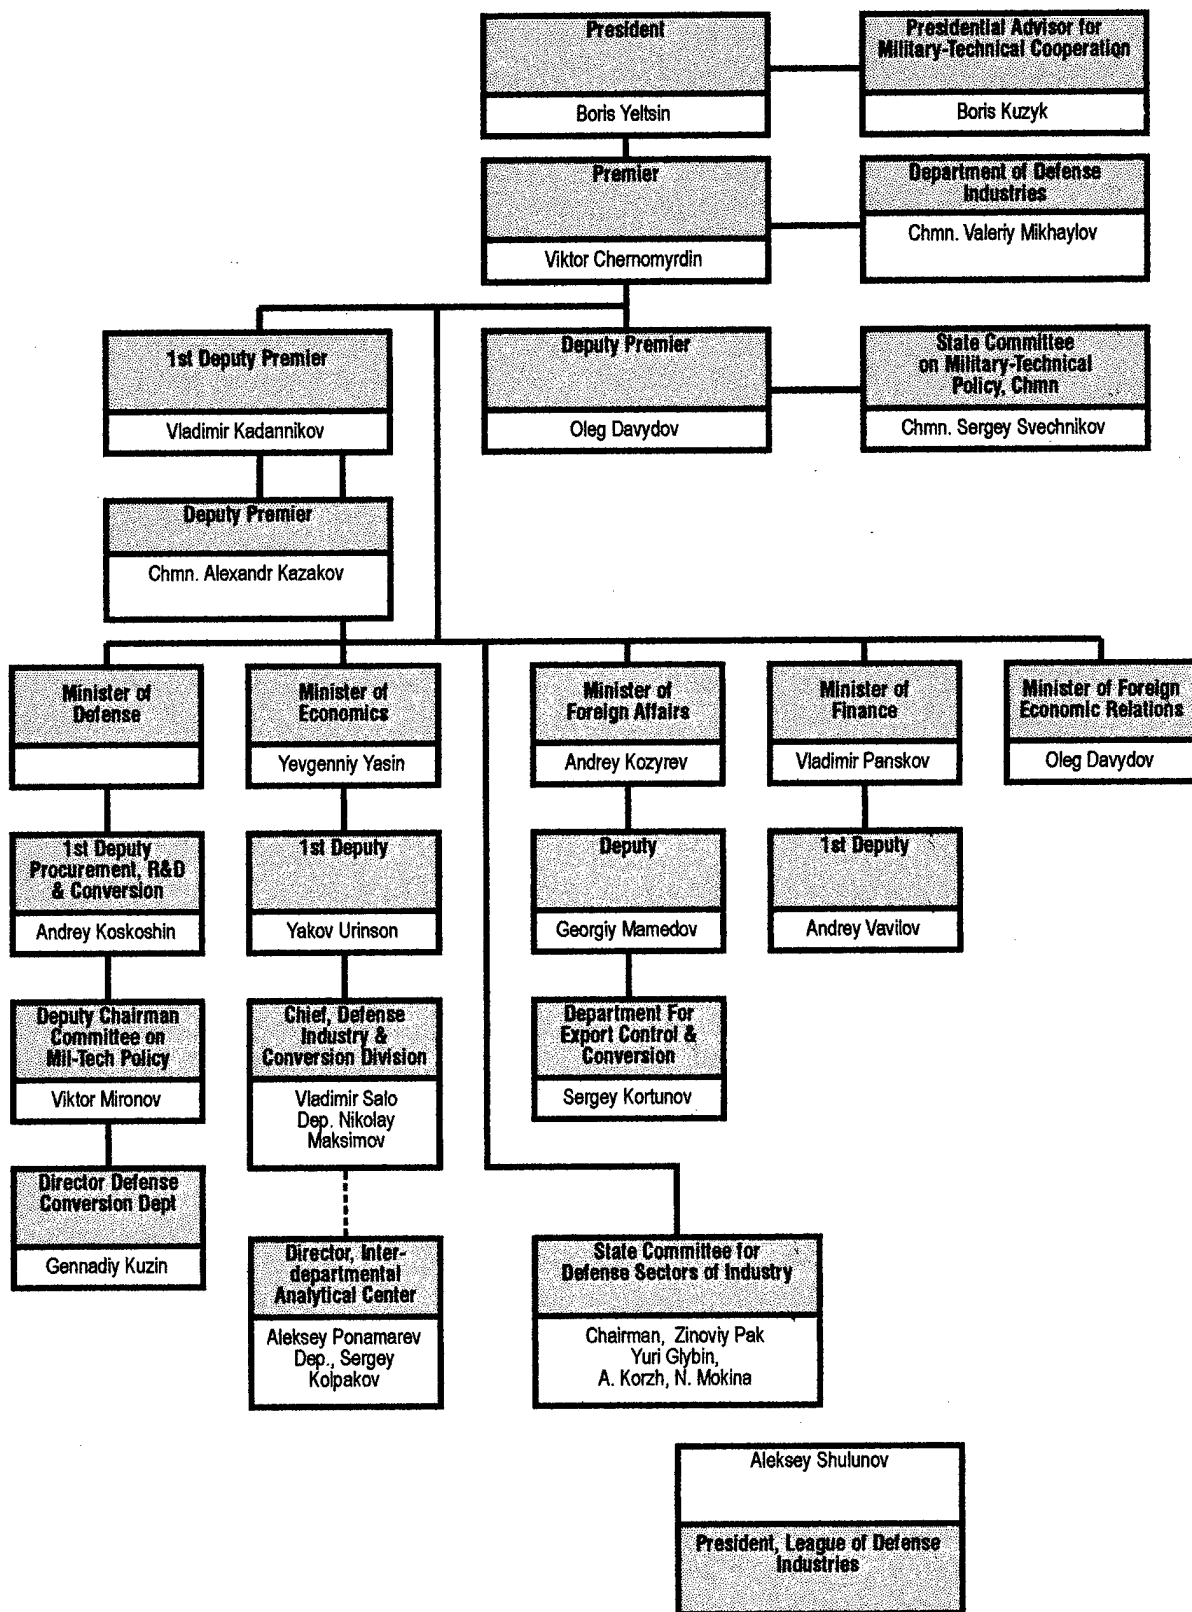 President
Boris Yeltsin
Presidential Advisor for
Military-Technical Cooperation
Boris Kuzyk
Premier
Viktor Chernomyrdin
Department of Defense
Industries
Chmn. Valeriy Mikhaylov
1st Deputy Premier
Vladimir Kadannikov
Deputy Premier
Oleg Davydov
State Committee
on Military-Technical
Policy, Chmn
Chmn. Sergey Svechnikov
Deputy Premier
Chmn. Alexandr Kazakov
Minister of
Defense
Minister of
Economics
Yevgenniy Yasin
Minister of
Foreign Affairs
Andrey Kozyrev
Minister of
Finance
Vladimir Panskov
Minister of Foreign
Economic Relations
Oleg Davydov
1st Deputy
Procurement, R&D
& Conversion
Andrey Koskoshin
1st Deputy
Yakov Urinson
Deputy
Georgiy Mamedov
1st Deputy
Andrey Vavilov
Deputy Chairman
Committee on
Mil-Tech Policy
Viktor Mironov
Chief, Defense
Industry &
Conversion Division
Vladimir Salo
Dep. Nikolay
Maksimov
Department For
Export Control &
Conversion
Sergey Kortunov
Director Defense
Conversion Dept
Gennadiy Kuzin
Director, Inter-
departmental
Analytical Center
Aleksey Ponamarev
Dep., Sergey
Kolpakov
State Committee for
Defense Sectors of Industry
Chairman, Zinoviy Pak
Yuri Glybin,
A. Korzh, N. Mokina
Aleksey Shulunov
President, League of Defense
Industries